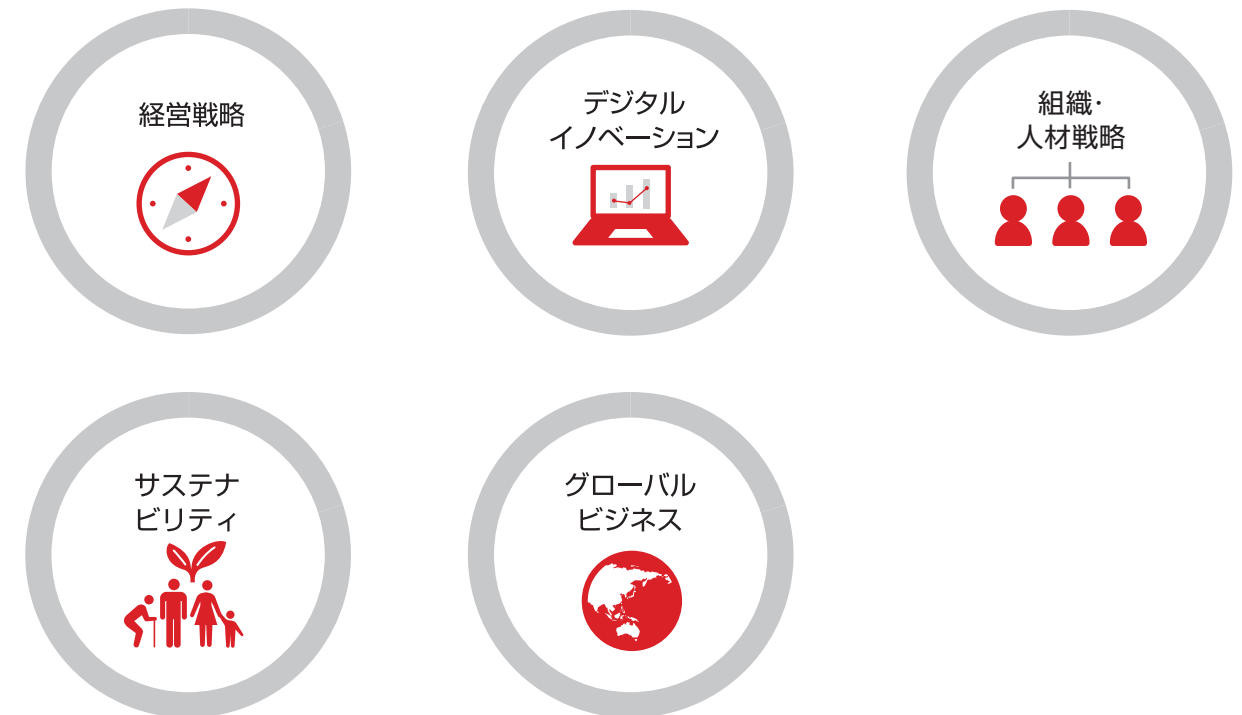 経営戦略
デジタル
イノベーション
組織・
人材戦略
サステナ
ビリティ
グローバル
ビジネス